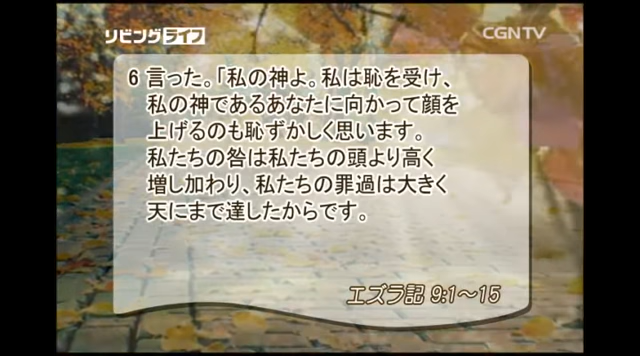 リビングライフ
CGNTV
6 言った。「私の神よ。私は恥を受け、
私の神であるあなたに向かって顔を
上げるのも恥ずかしく思います。
私たちの咎は私たちの頭より高く
増し加わり、私たちの罪過は大きく
天にまで達したからです。
エズラ記 9:1～15